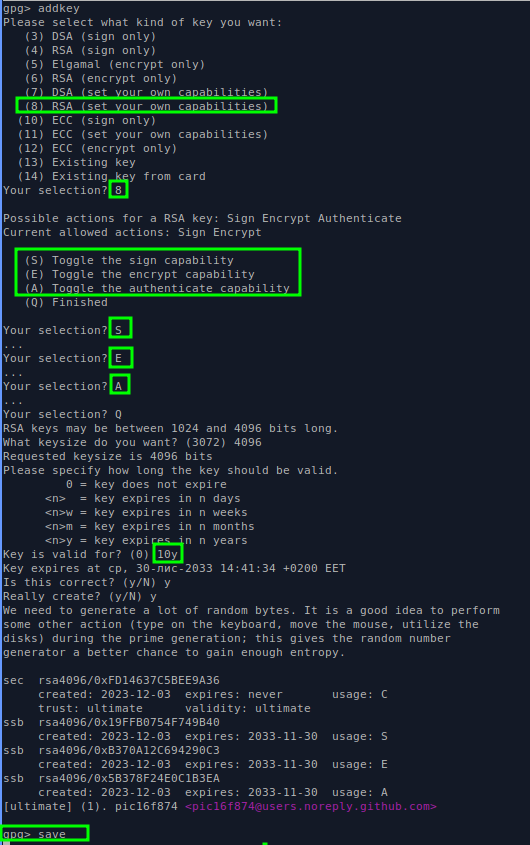 gpg> addkey
Please select what kind of key you want:
   (3) DSA (sign only)
   (4) RSA (sign only)
   (5) Elgamal (encrypt only)
   (6) RSA (encrypt only)
   (7) DSA (set your own capabilities)
   (8) RSA (set your own capabilities)
  (10) ECC (sign only)
  (11) ECC (set your own capabilities)
  (12) ECC (encrypt only)
  (13) Existing key
  (14) Existing key from card
Your selection? 8
Possible actions for a RSA key: Sign Encrypt Authenticate
Current allowed actions: Sign Encrypt
   (S) Toggle the sign capability
   (E) Toggle the encrypt capability
   (A) Toggle the authenticate capability
   (Q) Finished
Your selection? S
...
Your selection? E
...
Your selection? A
...
Your selection? Q
RSA keys may be between 1024 and 4096 bits long.
What keysize do you want? (3072) 4096
Requested keysize is 4096 bits
Please specify how long the key should be valid.
         0 = key does not expire
      <n>  = key expires in n days
      <n>w = key expires in n weeks
      <n>m = key expires in n months
      <n>y = key expires in n years
Key is valid for? (0) 10y
Key expires at ср, 30-лис-2033 14:41:34 +0200 EET
Is this correct? (y/N) y
Really create? (y/N) y
We need to generate a lot of random bytes. It is a good idea to perform
some other action (type on the keyboard, move the mouse, utilize the
disks) during the prime generation; this gives the random number
generator a better chance to gain enough entropy.
sec  rsa4096/0xFD14637C5BEE9A36
     created: 2023-12-03  expires: never       usage: C
     trust: ultimate      validity: ultimate
ssb  rsa4096/0x19FFB0754F749B40
     created: 2023-12-03  expires: 2033-11-30  usage: S
ssb  rsa4096/0xB370A12C694290C3
     created: 2023-12-03  expires: 2033-11-30  usage: E
ssb  rsa4096/0x5B378F24E0C1B3EA
     created: 2023-12-03  expires: 2033-11-30  usage: A
[ultimate] (1). pic16f874 <pic16f874@users.noreply.github.com>
gpg> save